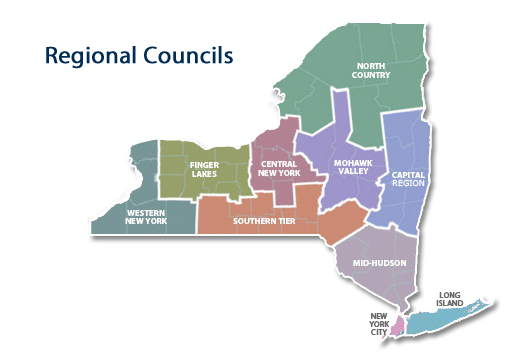 Regional Councils
NORTH
COUNTRY
FINGER
LAKES
CENTRAL
NEW YORK
MOHAWK
VALLEY
CAPITAL
REGION
WESTERN
NEW YORK
SOUTHERN TIER
MID-HUDSON
LONG
ISLAND
NEW
YORK
CITY